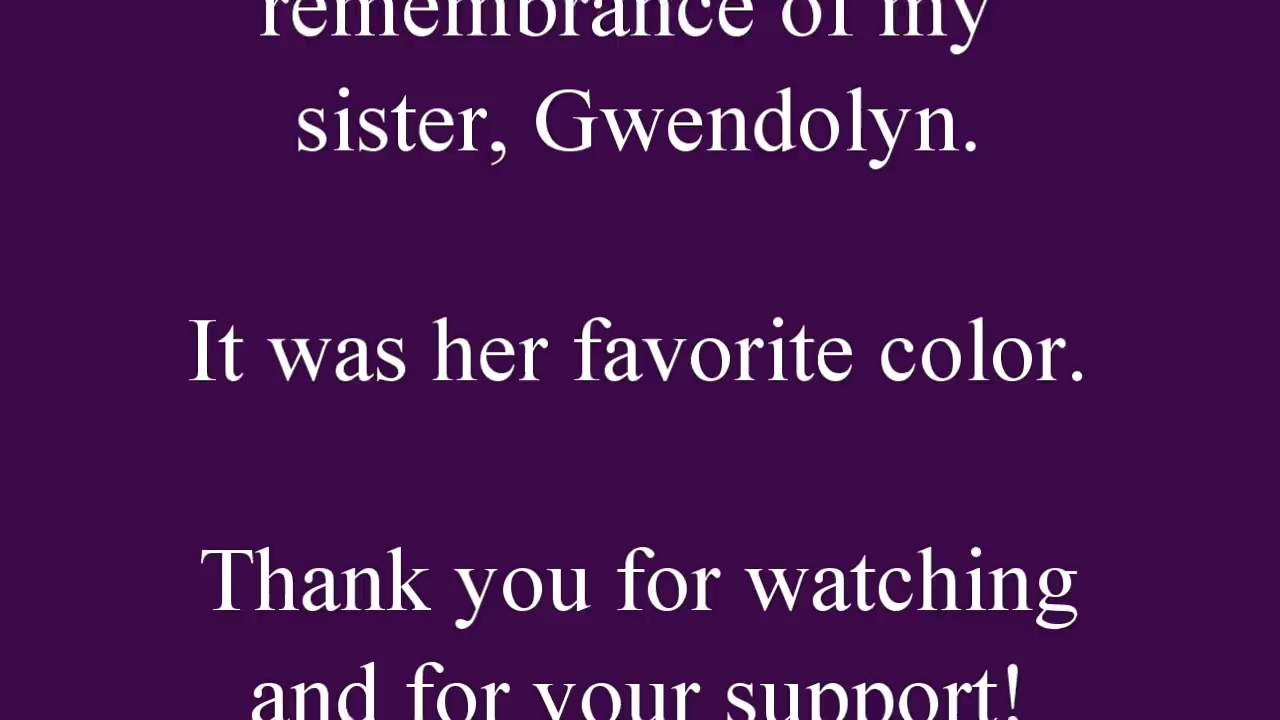 remembrance of my
sister, Gwendolyn.
It was her favorite color.
Thank you for watching
and for your support!